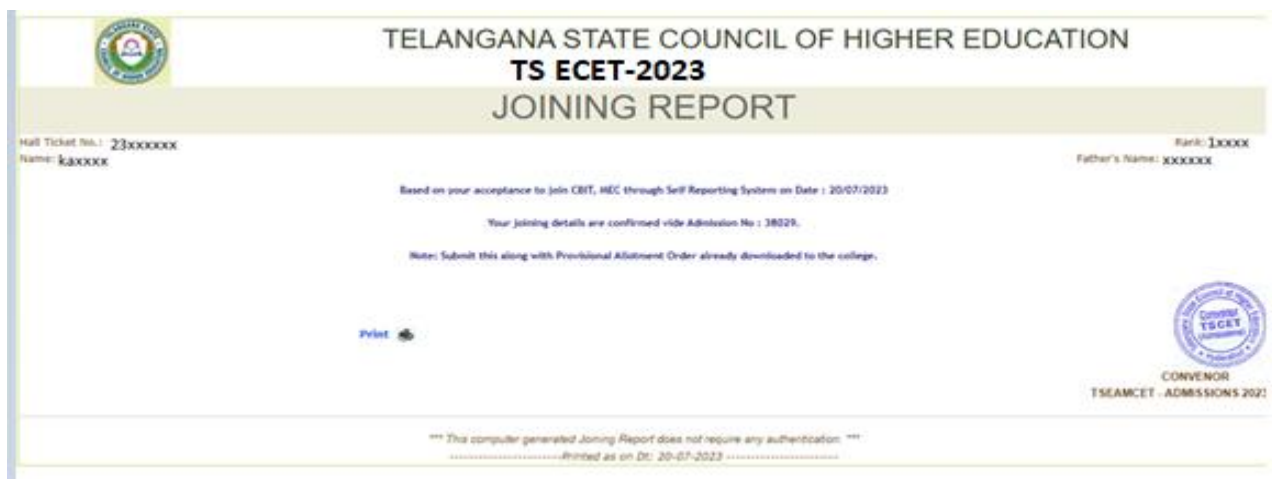 TELANGANA STATE COUNCIL OF HIGHER EDUCATION
TS ECET-2023
JOINING REPORT
Hall Ticket No.: 23xxxxxx
Rank: 1xxxx
Name: kaxxxx
Father's Name: xxxxxx
Based on your acceptance to join CBIT, MEC through Self Reporting System on Date : 20/07/2023
Your joining details are confirmed vide Admission No : 38029.
Note: Submit this along with Provisional Allotment Order already downloaded to the college.
Convenor
TSCET
Print
CONVENOR
TSEAMCET - ADMISSIONS 202
*** This computer generated Joining Report does not require any authentication ***
-----------------------Printed as on Dt: 20-07-2023 -----------------------